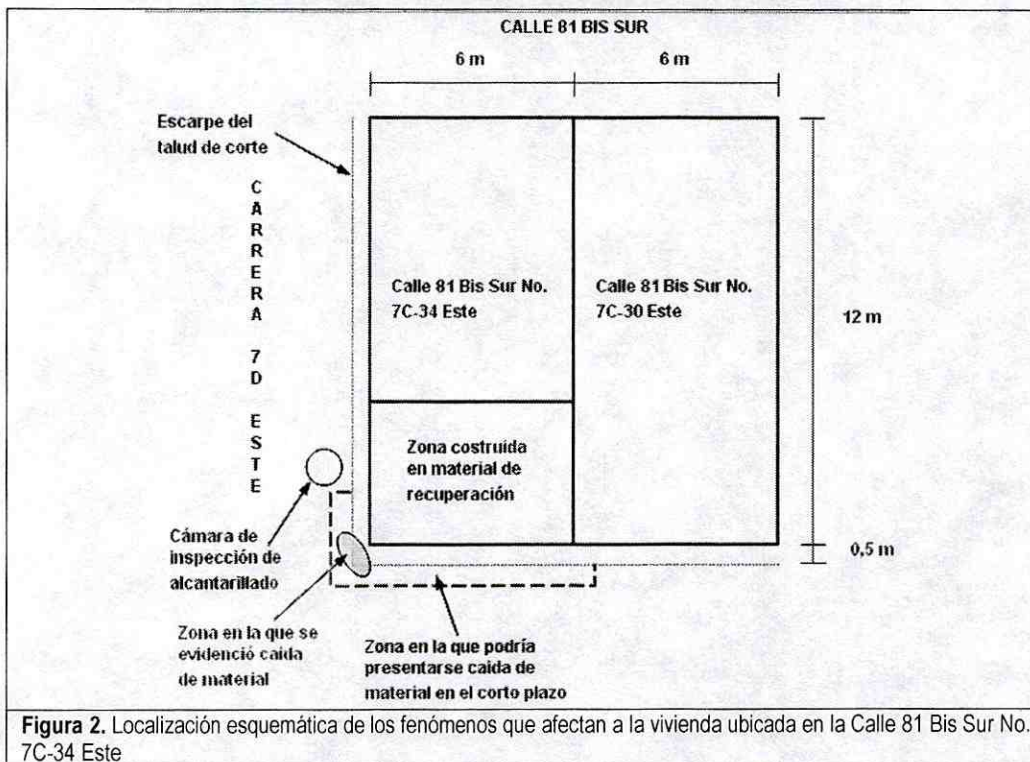 CALLE 81 BIS SUR
6 m
6 m
Escarpe del
talud de corte
CARRERA 7D ESTE
Calle 81 Bis Sur No.
7C-34 Este
Calle 81 Bis Sur No.
7C-30 Este
12 m
Zona costruida
en material de
recuperación
Cámara de
inspección de
alcantarillado
0,5 m
Zona en la que se
evidenció caida
de material
Zona en la que podría
presentarse caida de
material en el corto plazo
Figura 2. Localización esquemática de los fenómenos que afectan a la vivienda ubicada en la Calle 81 Bis Sur No.
7C-34 Este